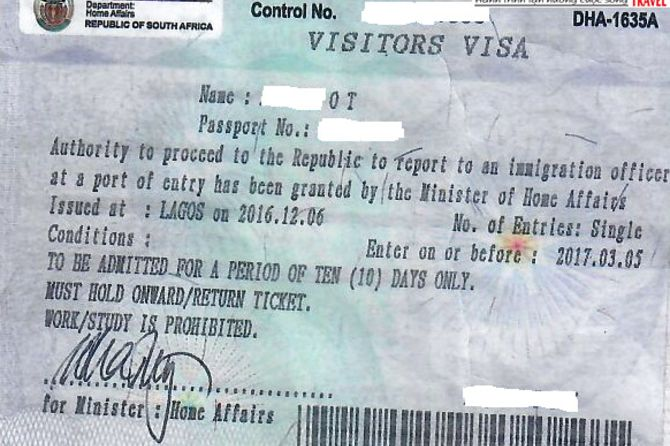 Department:
Home Affairs
REPUBLIC OF SOUTH AFRICA
Control No.
TRAVEL
DHA-1635A
VISITORS VISA
Name : O T
Passport No.:
Authority to proceed to the Republic to report to an immigration officer
at a port of entry has been granted by the Minister of Home Affairs
Issued at : LAGOS on 2016.12.06
No. of Entries: Single
Conditions :
Enter on or before : 2017.03.05
TO BE ADMITTED FOR A PERIOD OF TEN (10) DAYS ONLY.
MUST HOLD ONWARD/RETURN TICKET.
WORK/STUDY IS PROHIBITED.
for Minister : Home Affairs